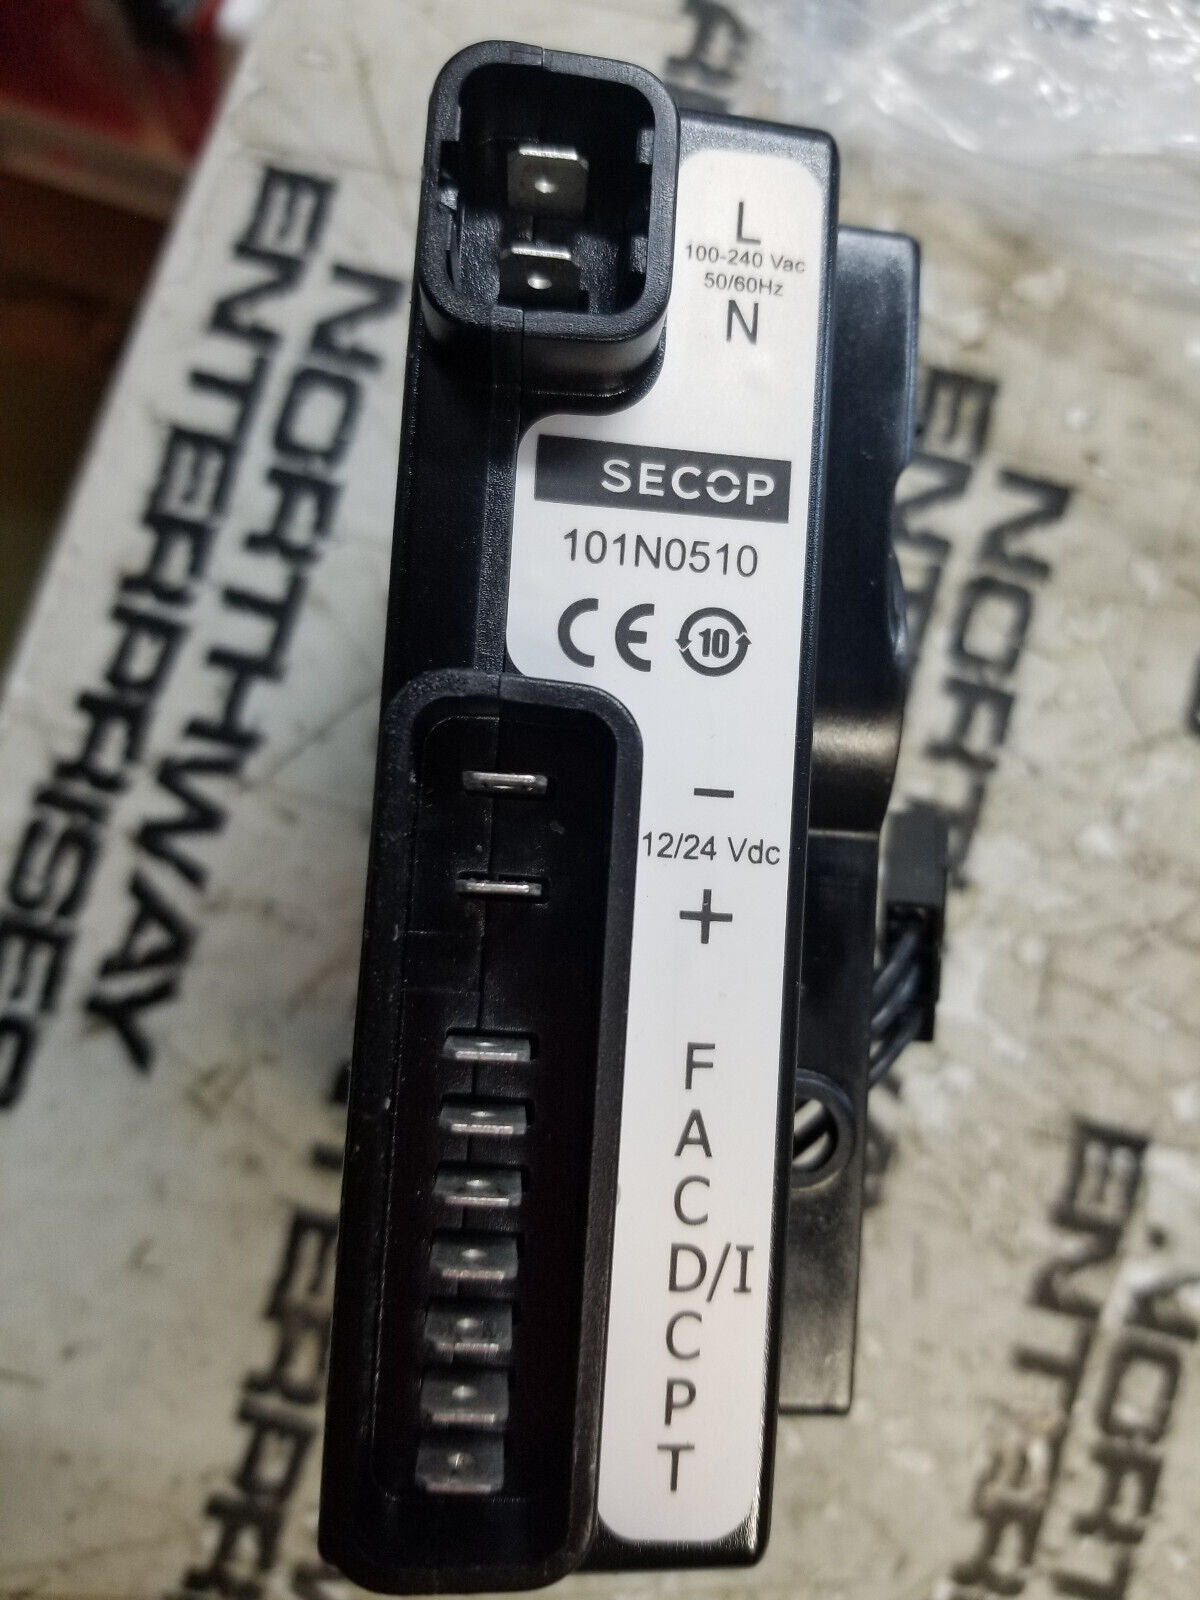 L
100-240 Vac
50/60Hz
N
SECOP
101N0510
CE 10
−
12/24 Vdc
+
F
A
C
D/I
C
P
T
NORTHWAY
ENTERPRISES